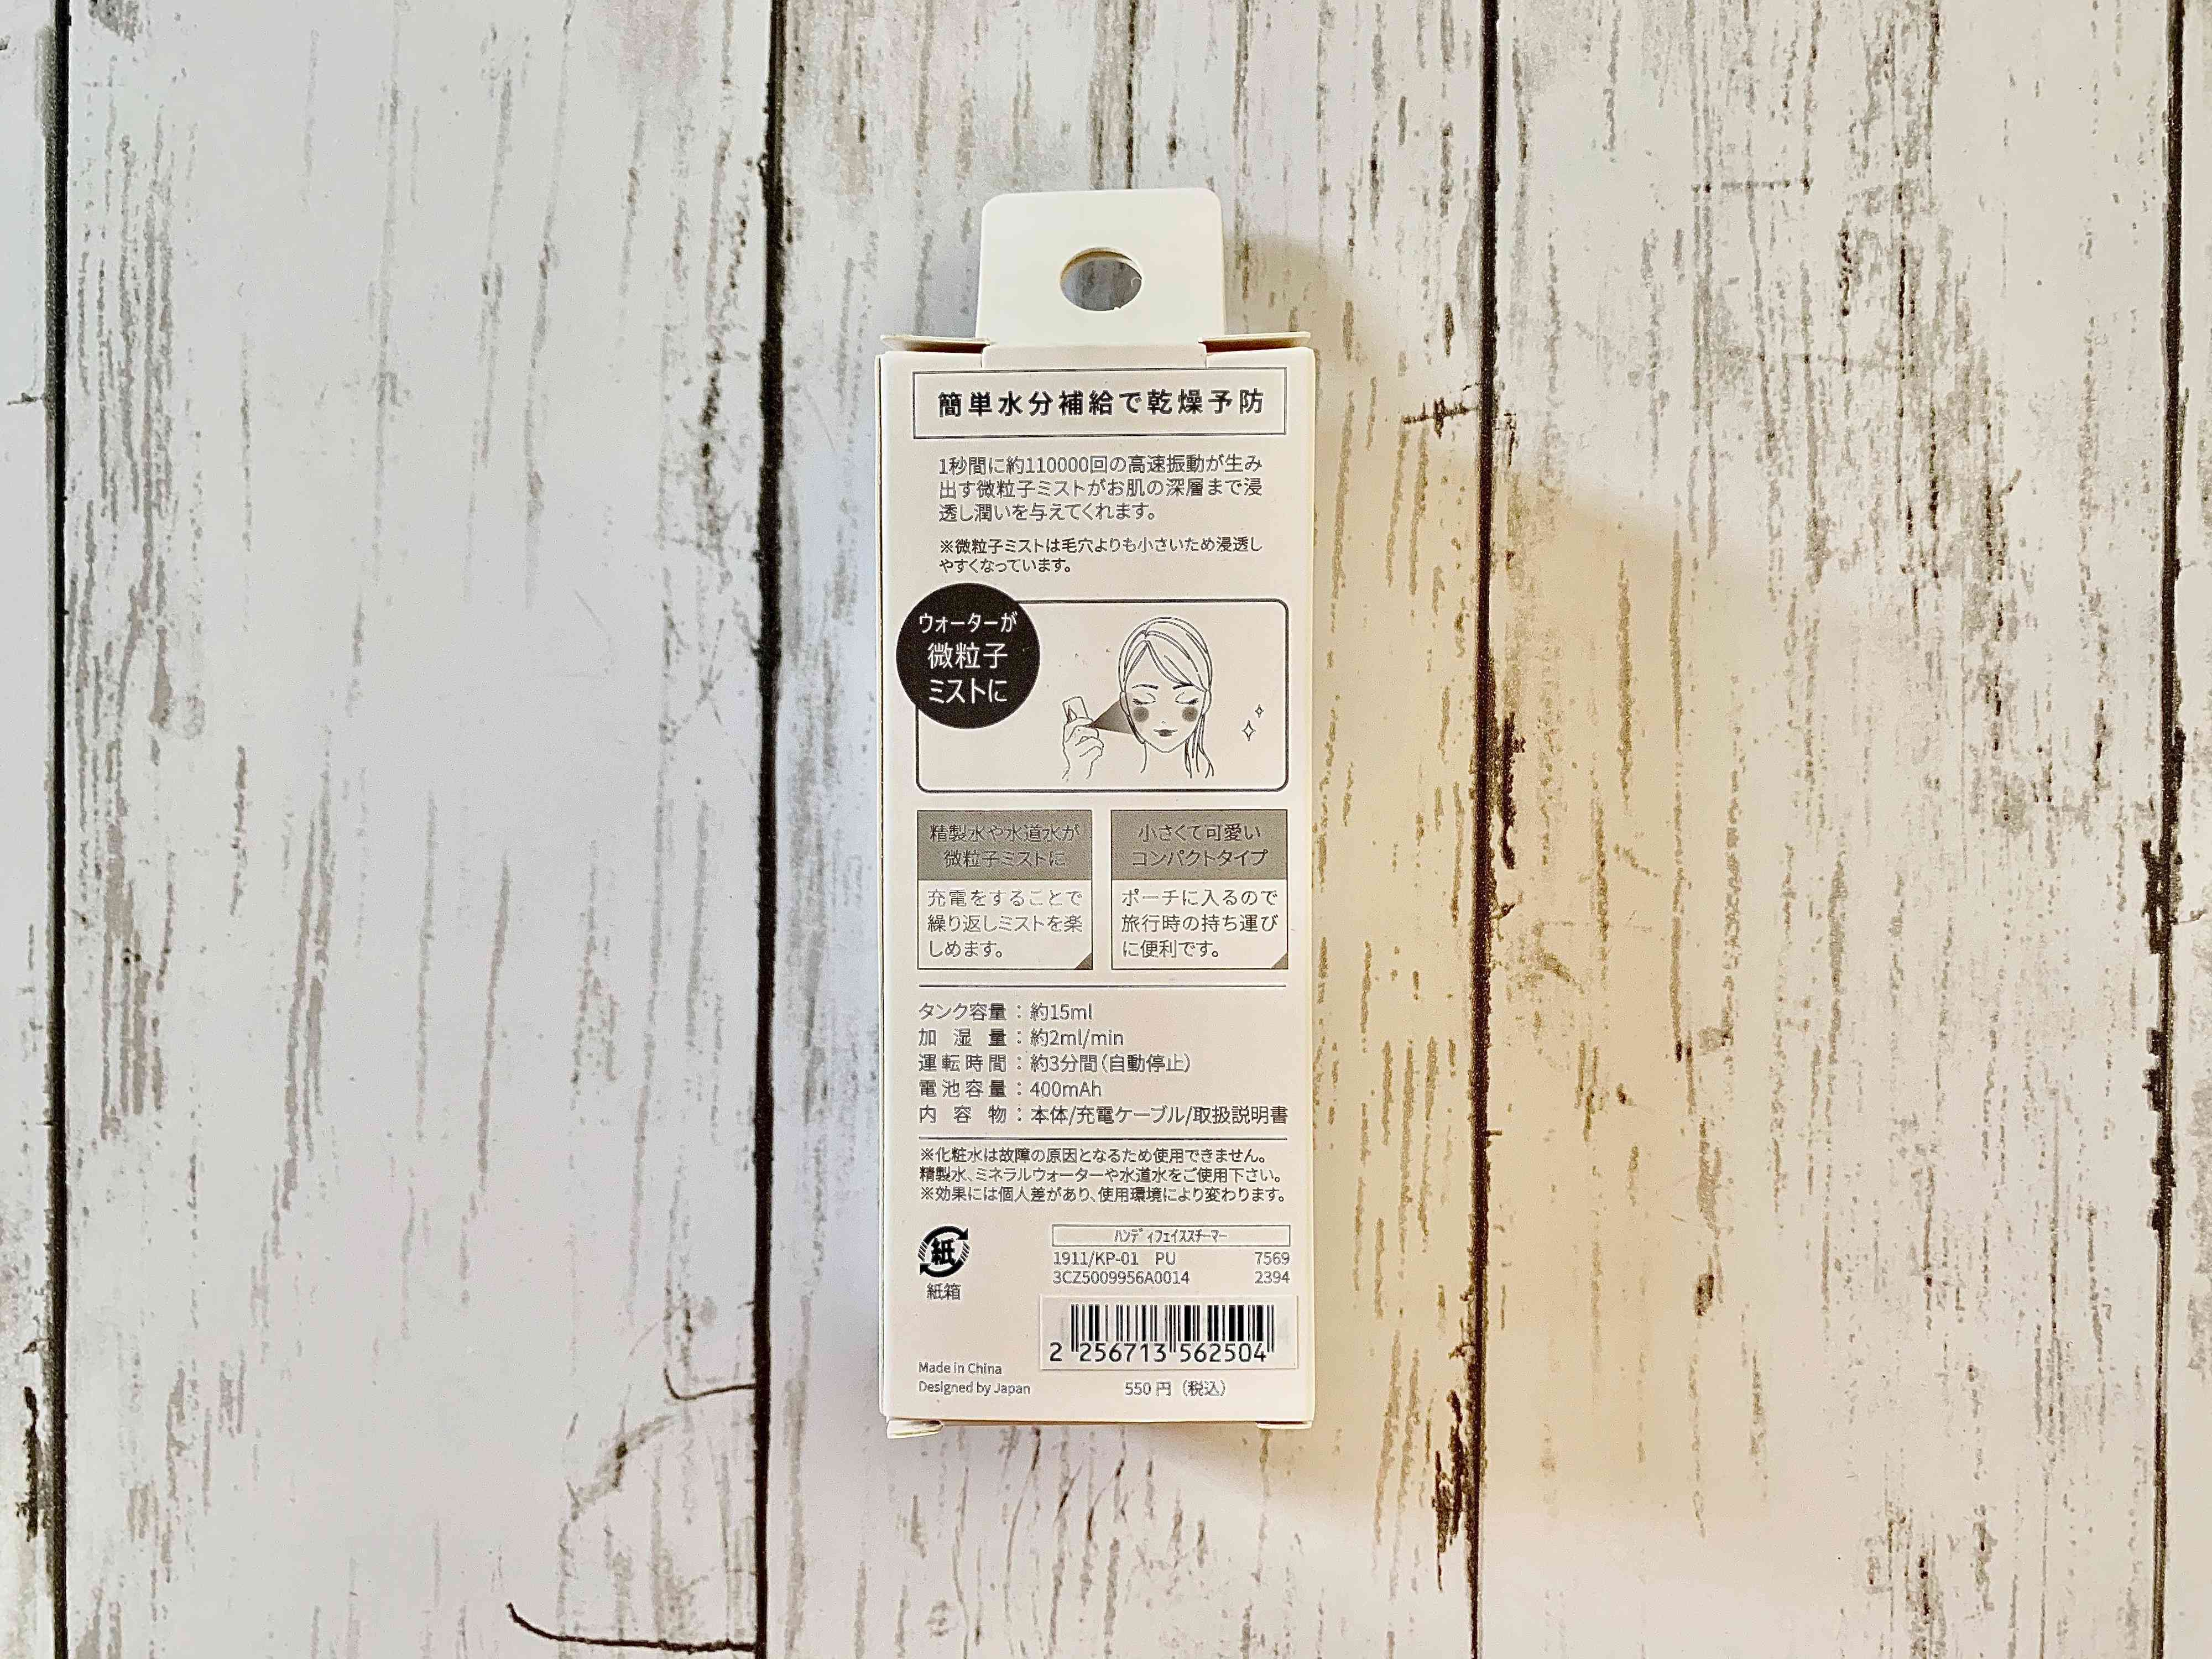 簡単水分補給で乾燥予防
1秒間に約110000回の高速振動が生み
出す微粒子ミストがお肌の深層まで浸
透し潤いを与えてくれます。
※微粒子ミストは毛穴よりも小さいため浸透し
やすくなっています。
ウォーターが
微粒子
ミストに
精製水や水道水が
微粒子ミストに
充電をすることで
繰り返しミストを楽
しめます。
小さくて可愛い
コンパクトタイプ
ポーチに入るので
旅行時の持ち運び
に便利です。
タンク容量：約15ml
加湿量：約2ml/min
運転時間：約3分間(自動停止)
電池容量：400mAh
内容物：本体/充電ケーブル/取扱説明書
※化粧水は故障の原因となるため使用できません。
精製水、ミネラルウォーターや水道水をご使用下さい。
※効果には個人差があり、使用環境により変わります。
紙
紙箱
ﾊﾝﾃﾞｨﾌｪｲｽｽﾁｰﾏｰ
1911/KP-01 PU 7569
3CZ5009956A0014 2394
2 256713 562504
Made in China
Designed by Japan
550 円（税込）